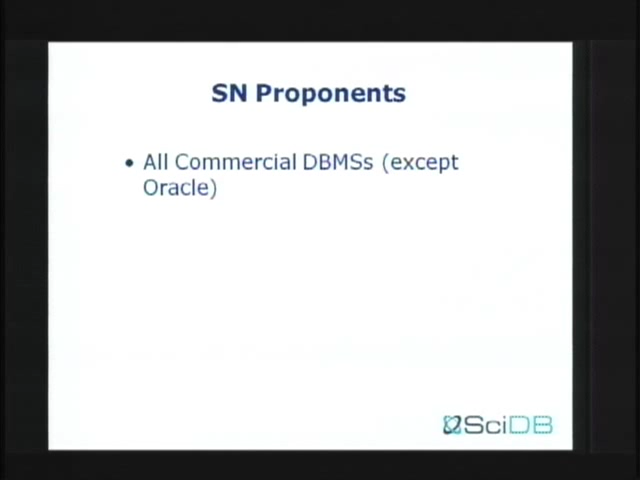 SN Proponents
• All Commercial DBMSs (except
Oracle)
SciDB